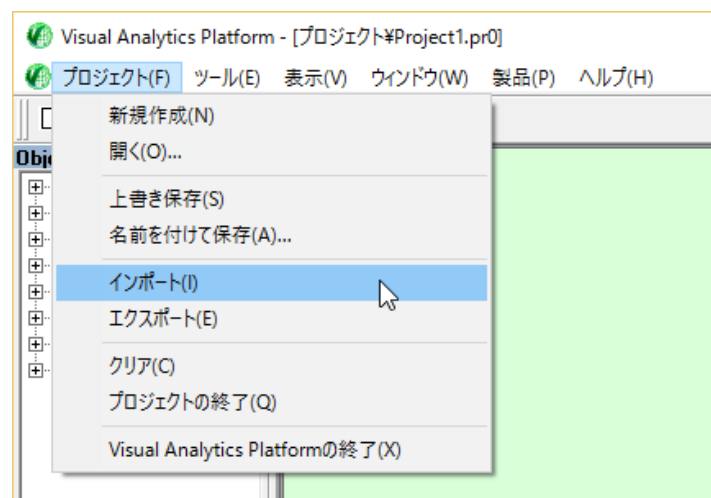 Visual Analytics Platform - [プロジェクト¥Project1.pr0]
プロジェクト(F) ツール(E) 表示(V) ウィンドウ(W) 製品(P) ヘルプ(H)
新規作成(N)
開く(O)...
Obj
上書き保存(S)
名前を付けて保存(A)...
インポート(I)
エクスポート(E)
クリア(C)
プロジェクトの終了(Q)
Visual Analytics Platformの終了(X)